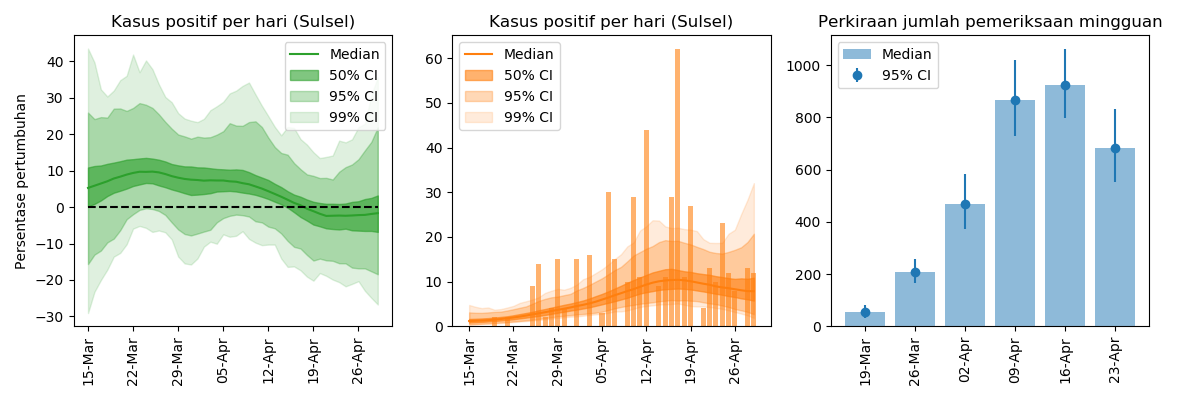 Kasus positif per hari (Sulsel)
Persentase pertumbuhan
40
30
20
10
0
−10
−20
−30
Median
50% CI
95% CI
99% CI
15-Mar
22-Mar
29-Mar
05-Apr
12-Apr
19-Apr
26-Apr
Kasus positif per hari (Sulsel)
60
50
40
30
20
10
0
Median
50% CI
95% CI
99% CI
15-Mar
22-Mar
29-Mar
05-Apr
12-Apr
19-Apr
26-Apr
Perkiraan jumlah pemeriksaan mingguan
1000
800
600
400
200
0
Median
95% CI
19-Mar
26-Mar
02-Apr
09-Apr
16-Apr
23-Apr